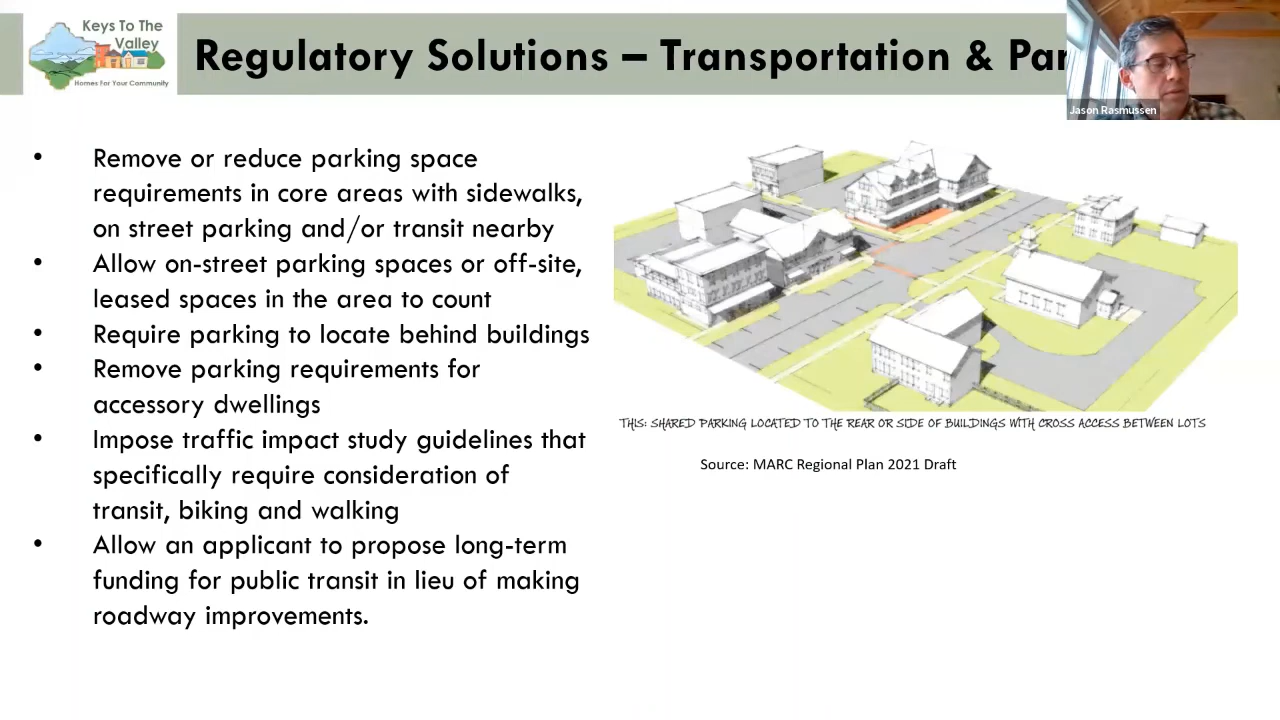 Keys To The
Valley
Homes For Your Community
Regulatory Solutions – Transportation & Par
Jason Rasmussen
• Remove or reduce parking space
requirements in core areas with sidewalks,
on street parking and/or transit nearby
• Allow on-street parking spaces or off-site,
leased spaces in the area to count
• Require parking to locate behind buildings
• Remove parking requirements for
accessory dwellings
• Impose traffic impact study guidelines that
specifically require consideration of
transit, biking and walking
• Allow an applicant to propose long-term
funding for public transit in lieu of making
roadway improvements.
THIS: SHARED PARKING LOCATED TO THE REAR OR SIDE OF BUILDINGS WITH CROSS ACCESS BETWEEN LOTS
Source: MARC Regional Plan 2021 Draft